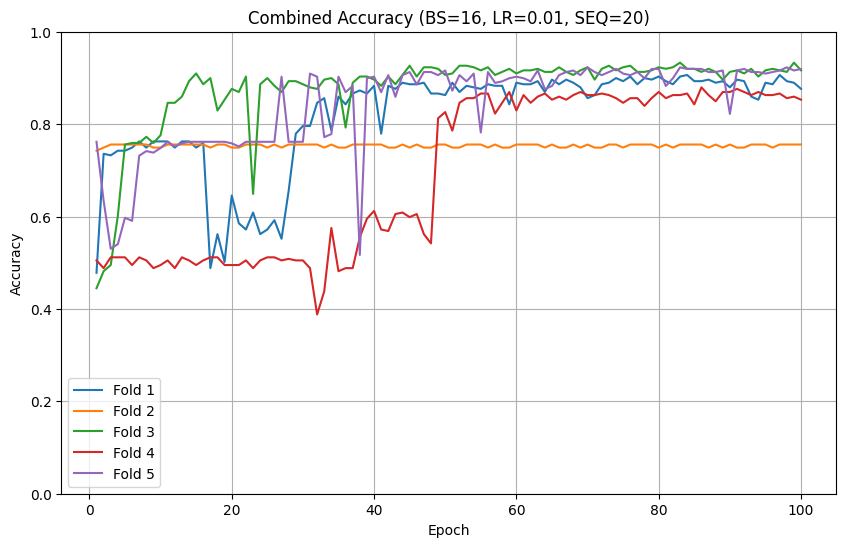 Combined Accuracy (BS=16, LR=0.01, SEQ=20)
1.0
0.8
0.6
0.4
0.2
0.0
Accuracy
Fold 1
Fold 2
Fold 3
Fold 4
Fold 5
0 20 40 60 80 100
Epoch